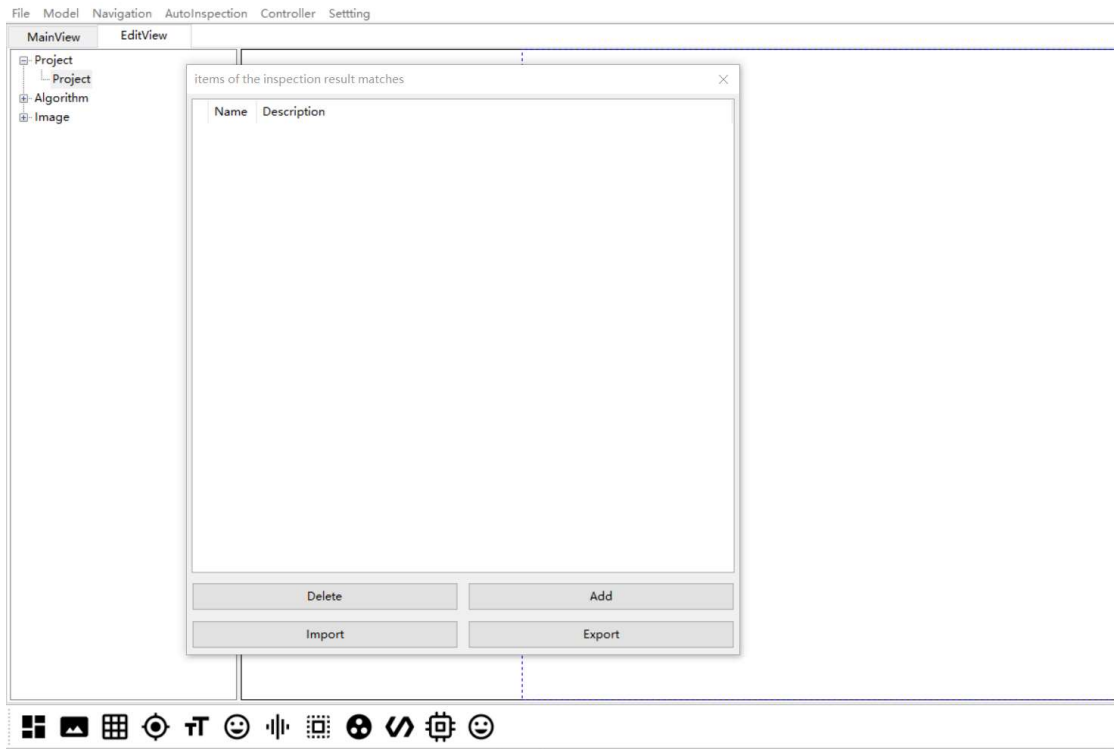 File Model Navigation AutoInspection Controller Settting
MainView EditView
Project
Project
Algorithm
Image
items of the inspection result matches
Name Description
Delete Add
Import Export